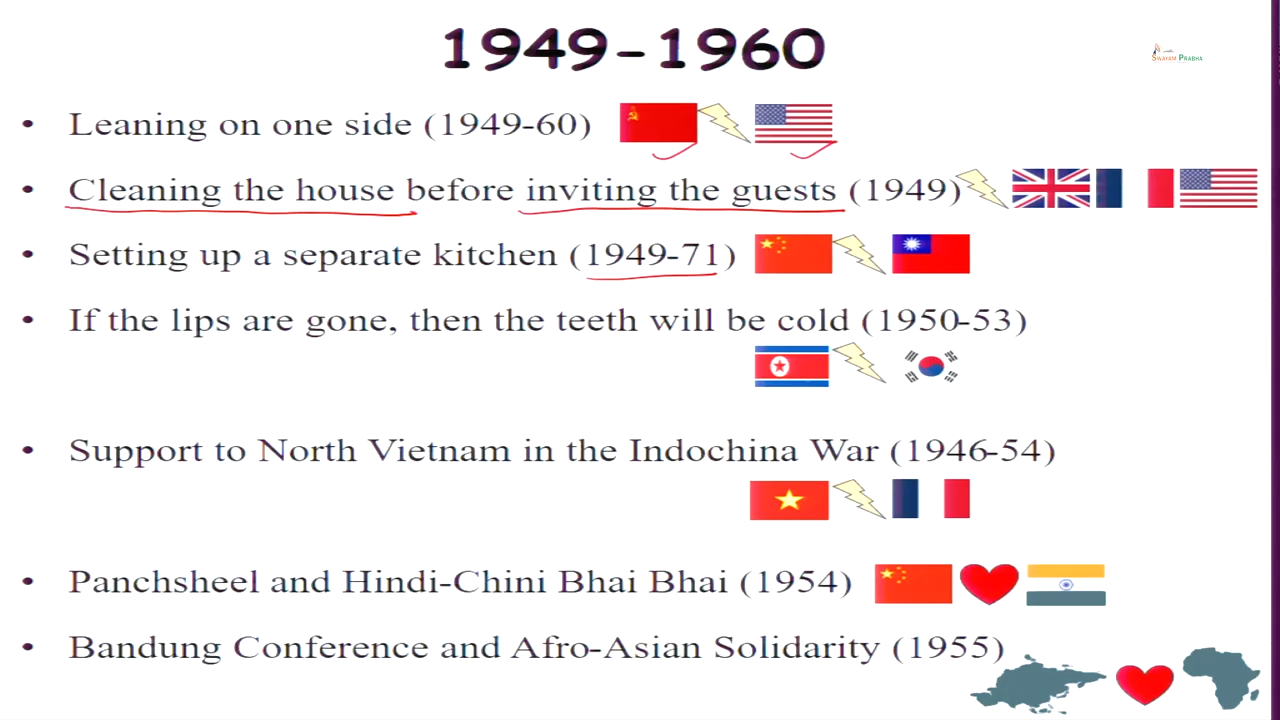 1949-1960
SWAYAM PRABHA
• Leaning on one side (1949-60)
• Cleaning the house before inviting the guests (1949)
• Setting up a separate kitchen (1949-71)
• If the lips are gone, then the teeth will be cold (1950-53)
• Support to North Vietnam in the Indochina War (1946-54)
• Panchsheel and Hindi-Chini Bhai Bhai (1954)
• Bandung Conference and Afro-Asian Solidarity (1955)